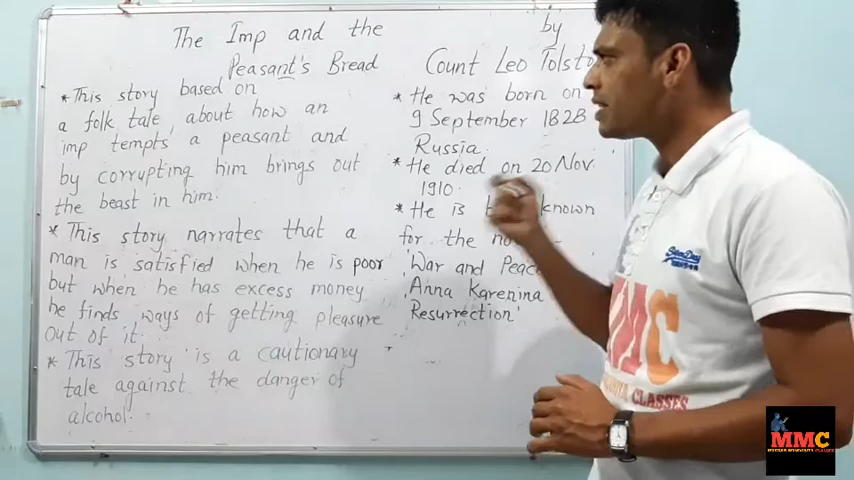 The Imp and the
Peasant's Bread
by
Count Leo Tolsto
*This story based on
a folk tale, about how an
imp tempts a peasant and
by corrupting him brings out
the beast in him.
*This story narrates that a
man is satisfied when he is poor
but when he has excess money
he finds ways of getting pleasure
out of it.
*This story is a cautionary
tale against the danger of
alcohol.
*He was born on
9 September 1828
Russia.
*He died on 20 Nov
1910.
*He is known
for the
'War and Peac
Anna Karenina
Resurrection'
MMC
CLASSES
MMC